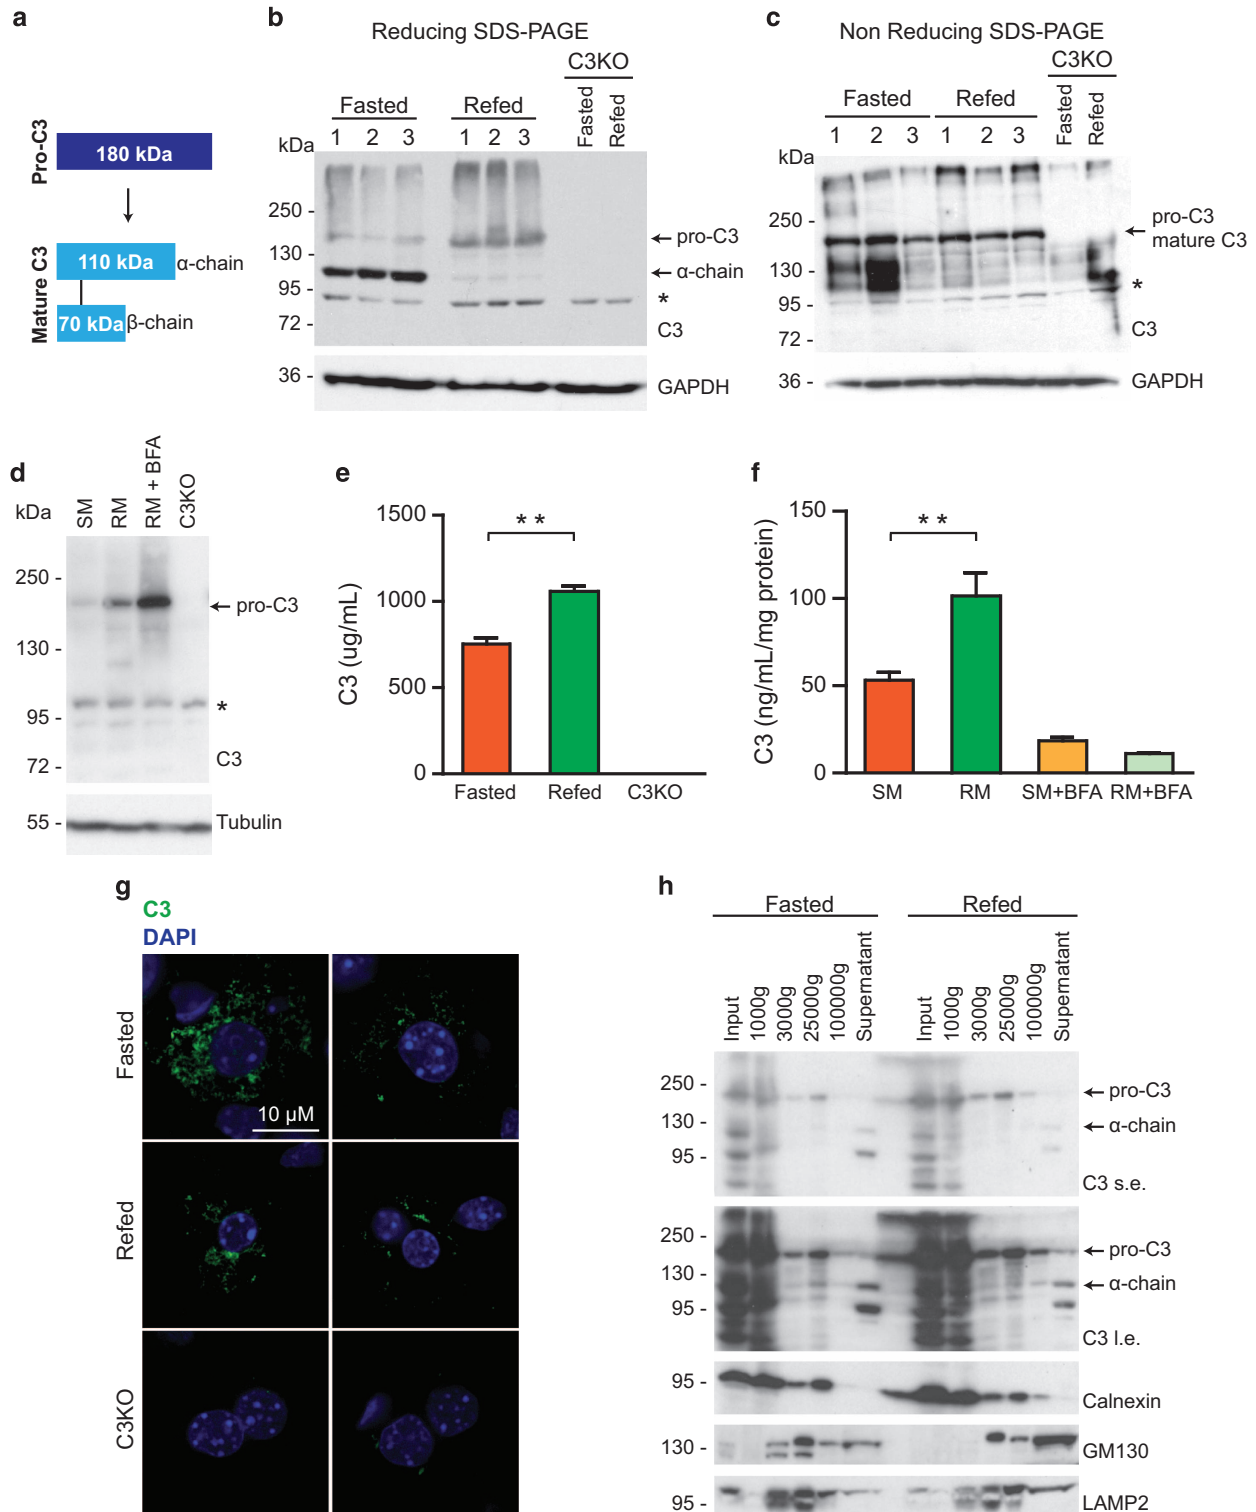 a
Pro-C3
180 kDa
Mature C3
110 kDa
α-chain
70 kDa
β-chain
b
Reducing SDS-PAGE
C3KO
Fasted
Refed
Fasted
Refed
1 2 3 1 2 3
kDa
250 -
130 -
95 -
72 -
36 -
← pro-C3
← α-chain
*
C3
GAPDH
c
Non Reducing SDS-PAGE
C3KO
Fasted
Refed
Fasted
Refed
1 2 3 1 2 3
kDa
250 -
130 -
95 -
72 -
36 -
pro-C3
← mature C3
*
C3
GAPDH
d
kDa
SM
RM
RM + BFA
C3KO
250 -
130 -
95 -
72 -
55 -
← pro-C3
*
C3
Tubulin
e
C3 (ug/mL)
1500
1000
500
0
* *
Fasted Refed C3KO
f
C3 (ng/mL/mg protein)
150
100
50
0
* *
SM RM SM+BFA RM+BFA
g
C3
DAPI
Fasted
10 µM
Refed
C3KO
h
Fasted Refed
Input
1000g
3000g
25000g
100000g
Supernatant
Input
1000g
3000g
25000g
100000g
Supernatant
250 -
130 -
95 -
← pro-C3
← α-chain
C3 s.e.
250 -
130 -
95 -
← pro-C3
← α-chain
C3 l.e.
95 -
Calnexin
130 -
GM130
95 -
LAMP2